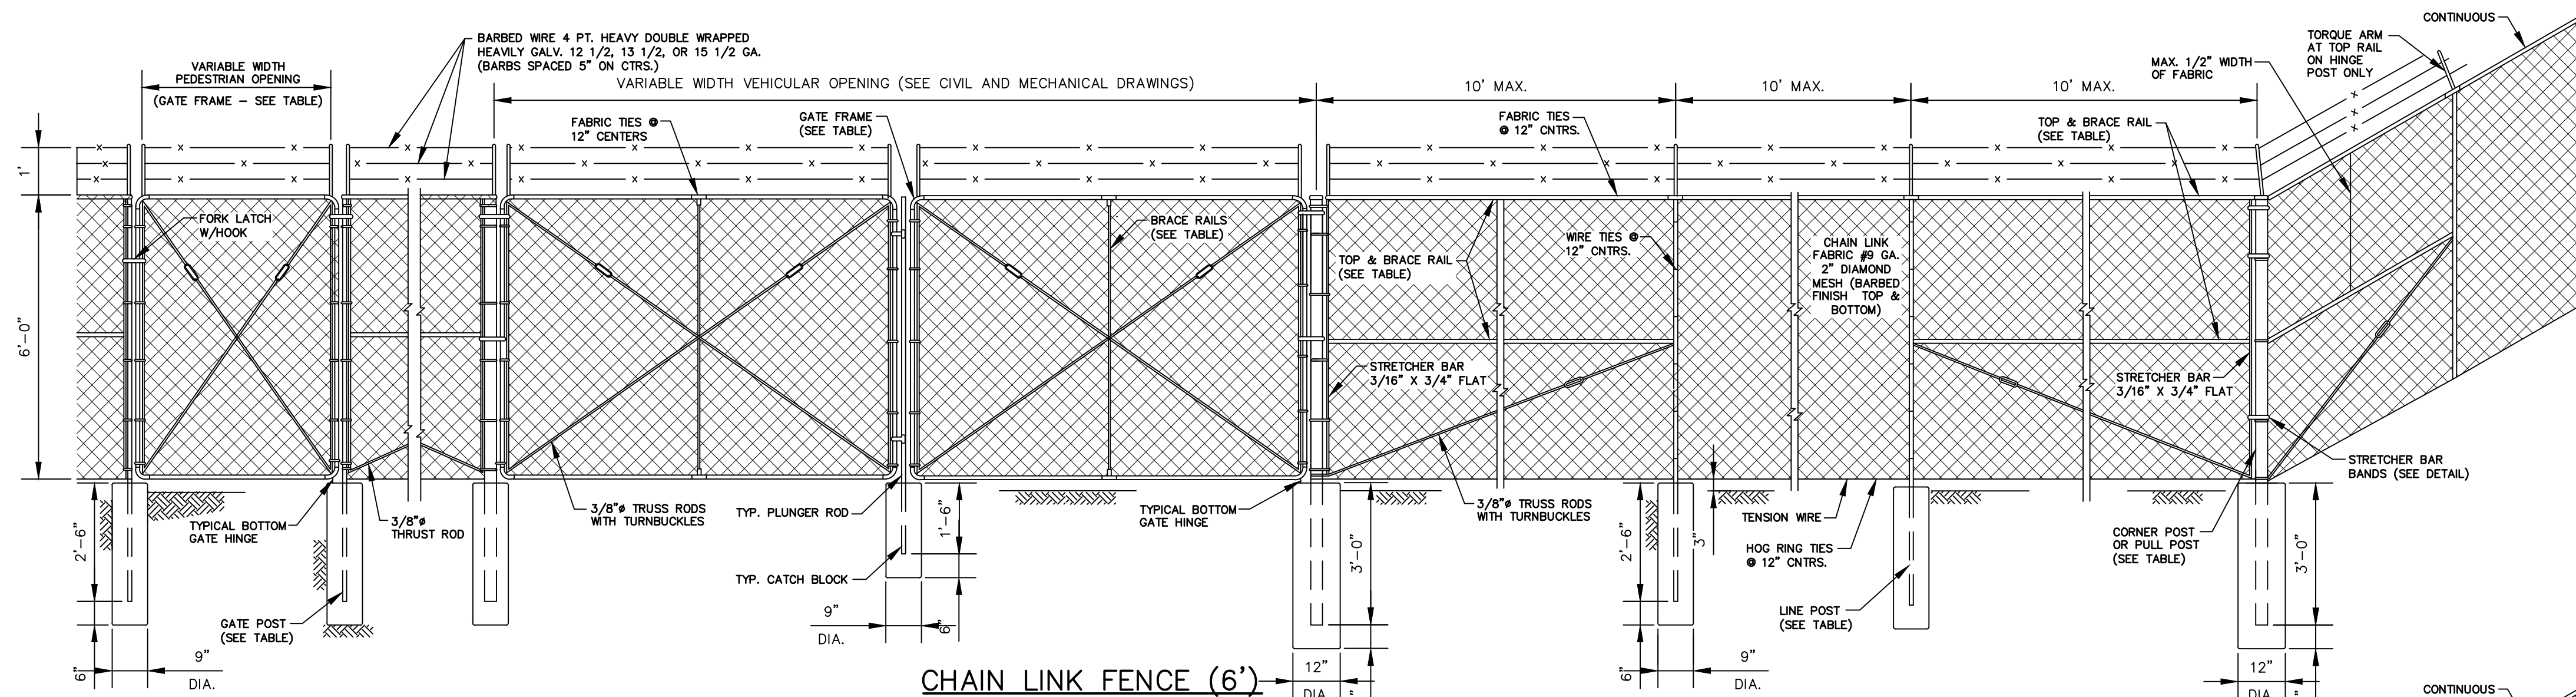 BARBED WIRE 4 PT. HEAVY DOUBLE WRAPPED
HEAVILY GALV. 12 1/2, 13 1/2, OR 15 1/2 GA.
(BARBS SPACED 5" ON CTRS.)
VARIABLE WIDTH
PEDESTRIAN OPENING
(GATE FRAME - SEE TABLE)
VARIABLE WIDTH VEHICULAR OPENING (SEE CIVIL AND MECHANICAL DRAWINGS)
10' MAX.
10' MAX.
10' MAX.
CONTINUOUS
TORQUE ARM
AT TOP RAIL
ON HINGE
POST ONLY
MAX. 1/2" WIDTH
OF FABRIC
FABRIC TIES @
12" CENTERS
GATE FRAME
(SEE TABLE)
FABRIC TIES
@ 12" CNTRS.
TOP & BRACE RAIL
(SEE TABLE)
1'
6'-0"
FORK LATCH
W/HOOK
BRACE RAILS
(SEE TABLE)
TOP & BRACE RAIL
(SEE TABLE)
WIRE TIES @
12" CNTRS.
CHAIN LINK
FABRIC #9 GA.
2" DIAMOND
MESH (BARBED
FINISH TOP &
BOTTOM)
STRETCHER BAR
3/16" X 3/4" FLAT
STRETCHER BAR
3/16" X 3/4" FLAT
STRETCHER BAR
BANDS (SEE DETAIL)
2'-6"
TYPICAL BOTTOM
GATE HINGE
3/8"ø
THRUST ROD
3/8"ø TRUSS RODS
WITH TURNBUCKLES
TYP. PLUNGER ROD
1'-6"
TYPICAL BOTTOM
GATE HINGE
3'-0"
3/8"ø TRUSS RODS
WITH TURNBUCKLES
2'-6"
3"
TENSION WIRE
HOG RING TIES
@ 12" CNTRS.
CORNER POST
OR PULL POST
(SEE TABLE)
3'-0"
TYP. CATCH BLOCK
GATE POST
(SEE TABLE)
9"
DIA.
6"
LINE POST
(SEE TABLE)
6"
9"
DIA.
CHAIN LINK FENCE (6')
12"
DIA.
6"
9"
DIA.
12"
DIA.
CONTINUOUS